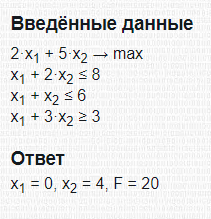 Введённые данные
2·x₁ + 5·x₂ → max
x₁ + 2·x₂ ≤ 8
x₁ + x₂ ≤ 6
x₁ + 3·x₂ ≥ 3
Ответ
x₁ = 0, x₂ = 4, F = 20